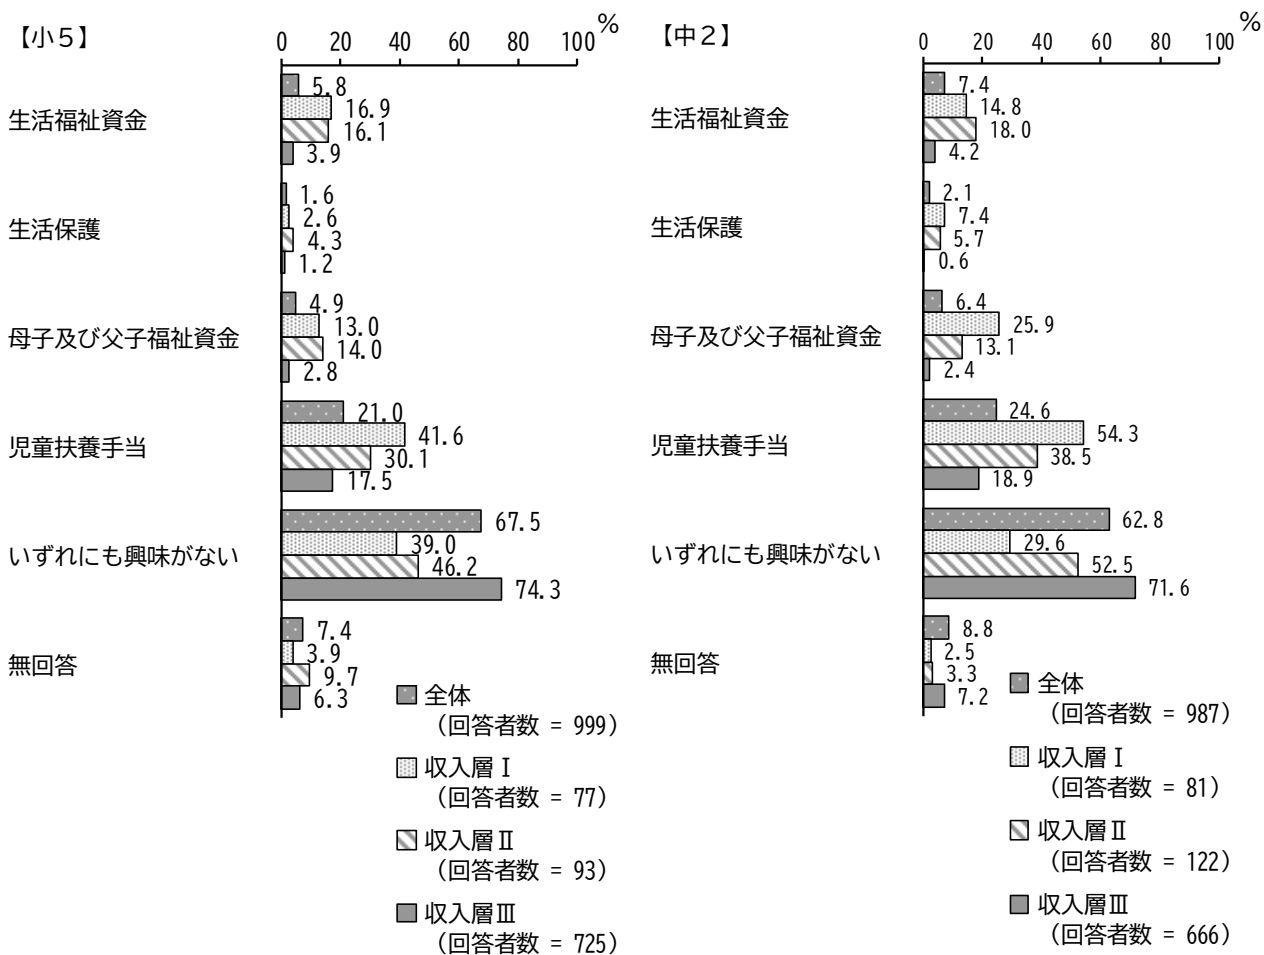 【小５】
0 20 40 60 80 100 %
生活福祉資金
5.8
16.9
16.1
3.9
生活保護
1.6
2.6
4.3
1.2
母子及び父子福祉資金
4.9
13.0
14.0
2.8
児童扶養手当
21.0
41.6
30.1
17.5
いずれにも興味がない
67.5
39.0
46.2
74.3
無回答
7.4
3.9
9.7
6.3
全体
（回答者数 = 999）
収入層Ⅰ
（回答者数 = 77）
収入層Ⅱ
（回答者数 = 93）
収入層Ⅲ
（回答者数 = 725）
【中２】
0 20 40 60 80 100 %
生活福祉資金
7.4
14.8
18.0
4.2
生活保護
2.1
7.4
5.7
0.6
母子及び父子福祉資金
6.4
25.9
13.1
2.4
児童扶養手当
24.6
54.3
38.5
18.9
いずれにも興味がない
62.8
29.6
52.5
71.6
無回答
8.8
2.5
3.3
7.2
全体
（回答者数 = 987）
収入層Ⅰ
（回答者数 = 81）
収入層Ⅱ
（回答者数 = 122）
収入層Ⅲ
（回答者数 = 666）